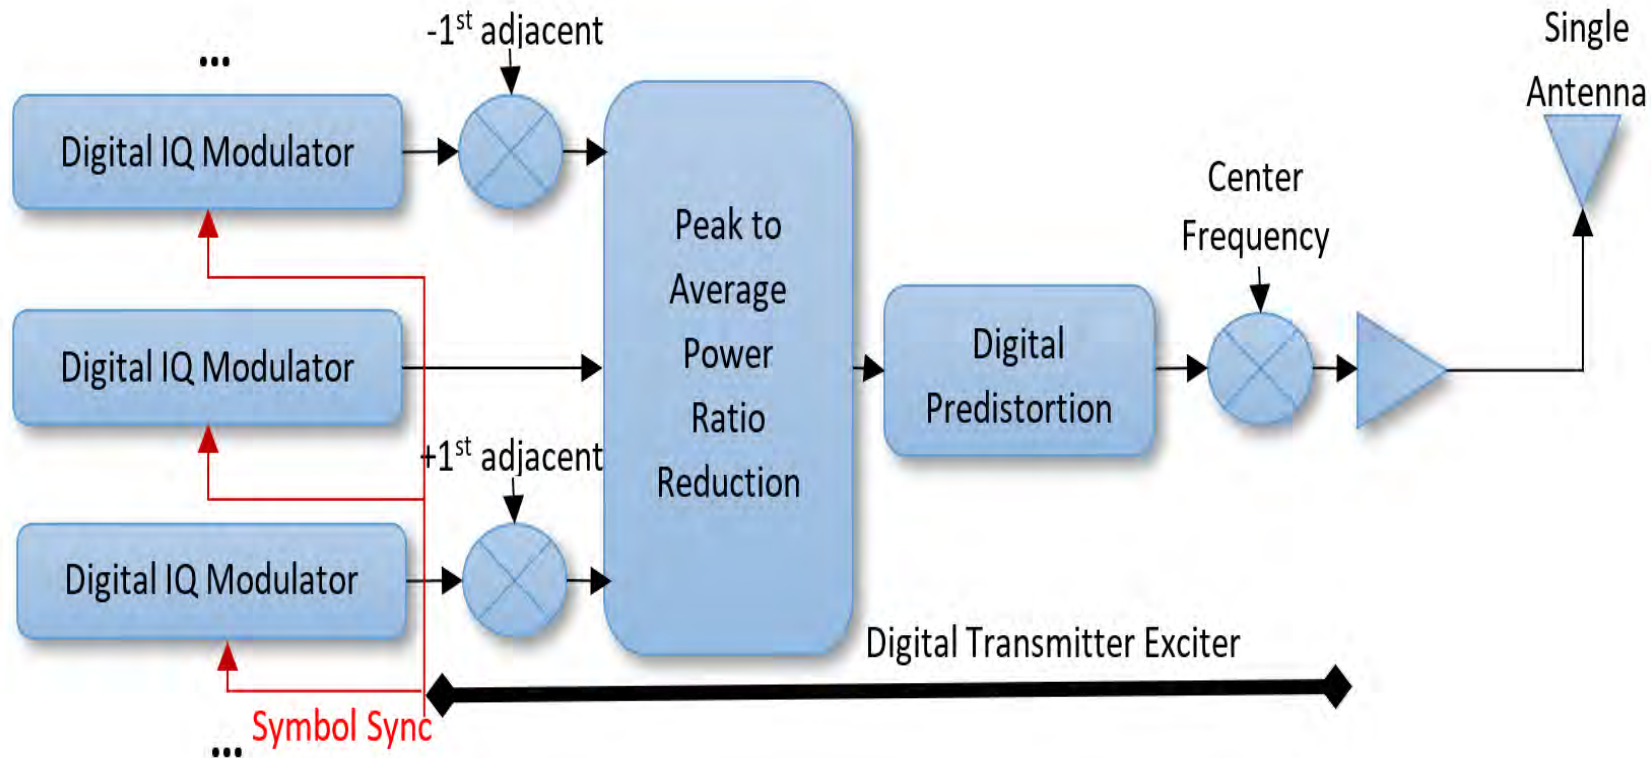 ...
-1st adjacent
Single
Antenna
Digital IQ Modulator
Center
Frequency
Peak to
Average
Power
Ratio
Reduction
Digital IQ Modulator
Digital
Predistortion
+1st adjacent
Digital IQ Modulator
Digital Transmitter Exciter
Symbol Sync
...